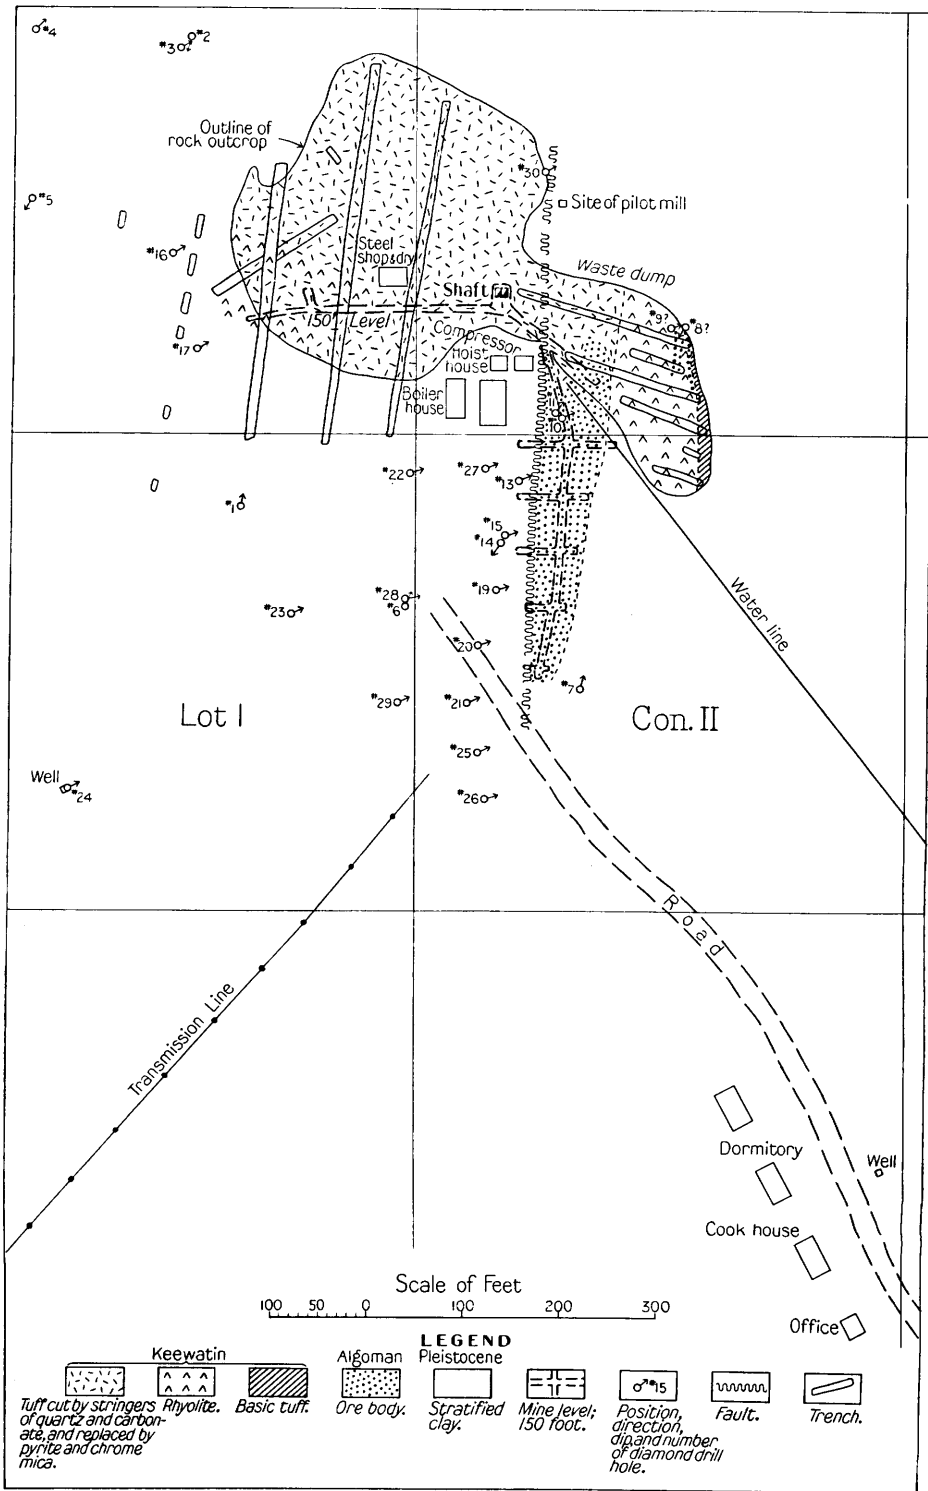 #4
#3
#2
Outline of
rock outcrop
#30
#5
Site of pilot mill
#16
Steel
shop & dry
Waste dump
Shaft
#9?
#8?
150' Level
Compressor
#17
Hoist
house
Boiler
house
#10
#22
#27
#13
#1
#15
#14
#28
#19
#23
#6
Water line
#20
#7
#29
#21
Lot I
Con. II
#25
Well
#24
#26
Road
Transmission Line
Dormitory
Well
Cook house
Office
Scale of Feet
100 50 0 100 200 300
LEGEND
Keewatin
Algoman
Pleistocene
#15
Tuff cut by stringers
of quartz and carbon-
ate, and replaced by
pyrite and chrome
mica.
Rhyolite.
Basic tuff.
Ore body.
Stratified
clay.
Mine level;
150 foot.
Position,
direction,
dip, and number
of diamond drill
hole.
Fault.
Trench.